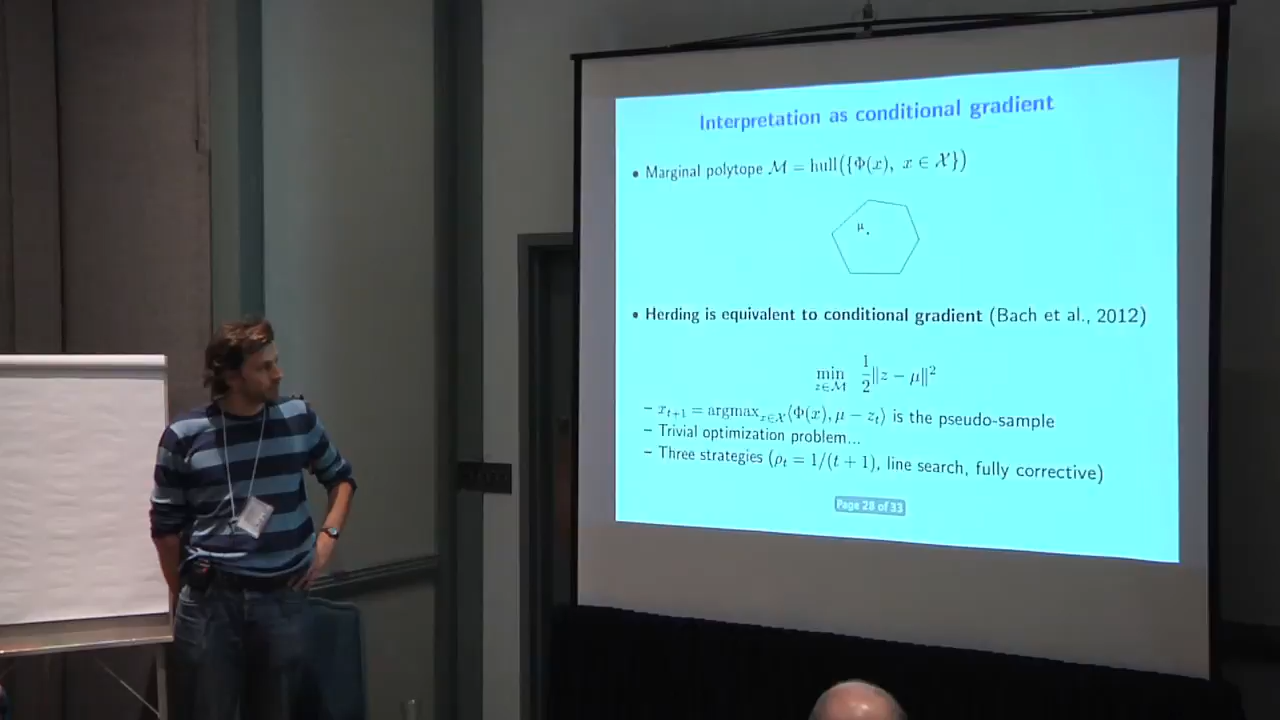 Interpretation as conditional gradient
• Marginal polytope ℳ = hull({Φ(x), x ∈ 𝒳})
μ
• Herding is equivalent to conditional gradient (Bach et al., 2012)
min_{z∈ℳ} 1/2 ‖z − μ‖²
– x_{t+1} = argmax_{x∈𝒳}⟨Φ(x), μ − z_t⟩ is the pseudo-sample
– Trivial optimization problem...
– Three strategies (ρ_t = 1/(t + 1), line search, fully corrective)
Page 28 of 33